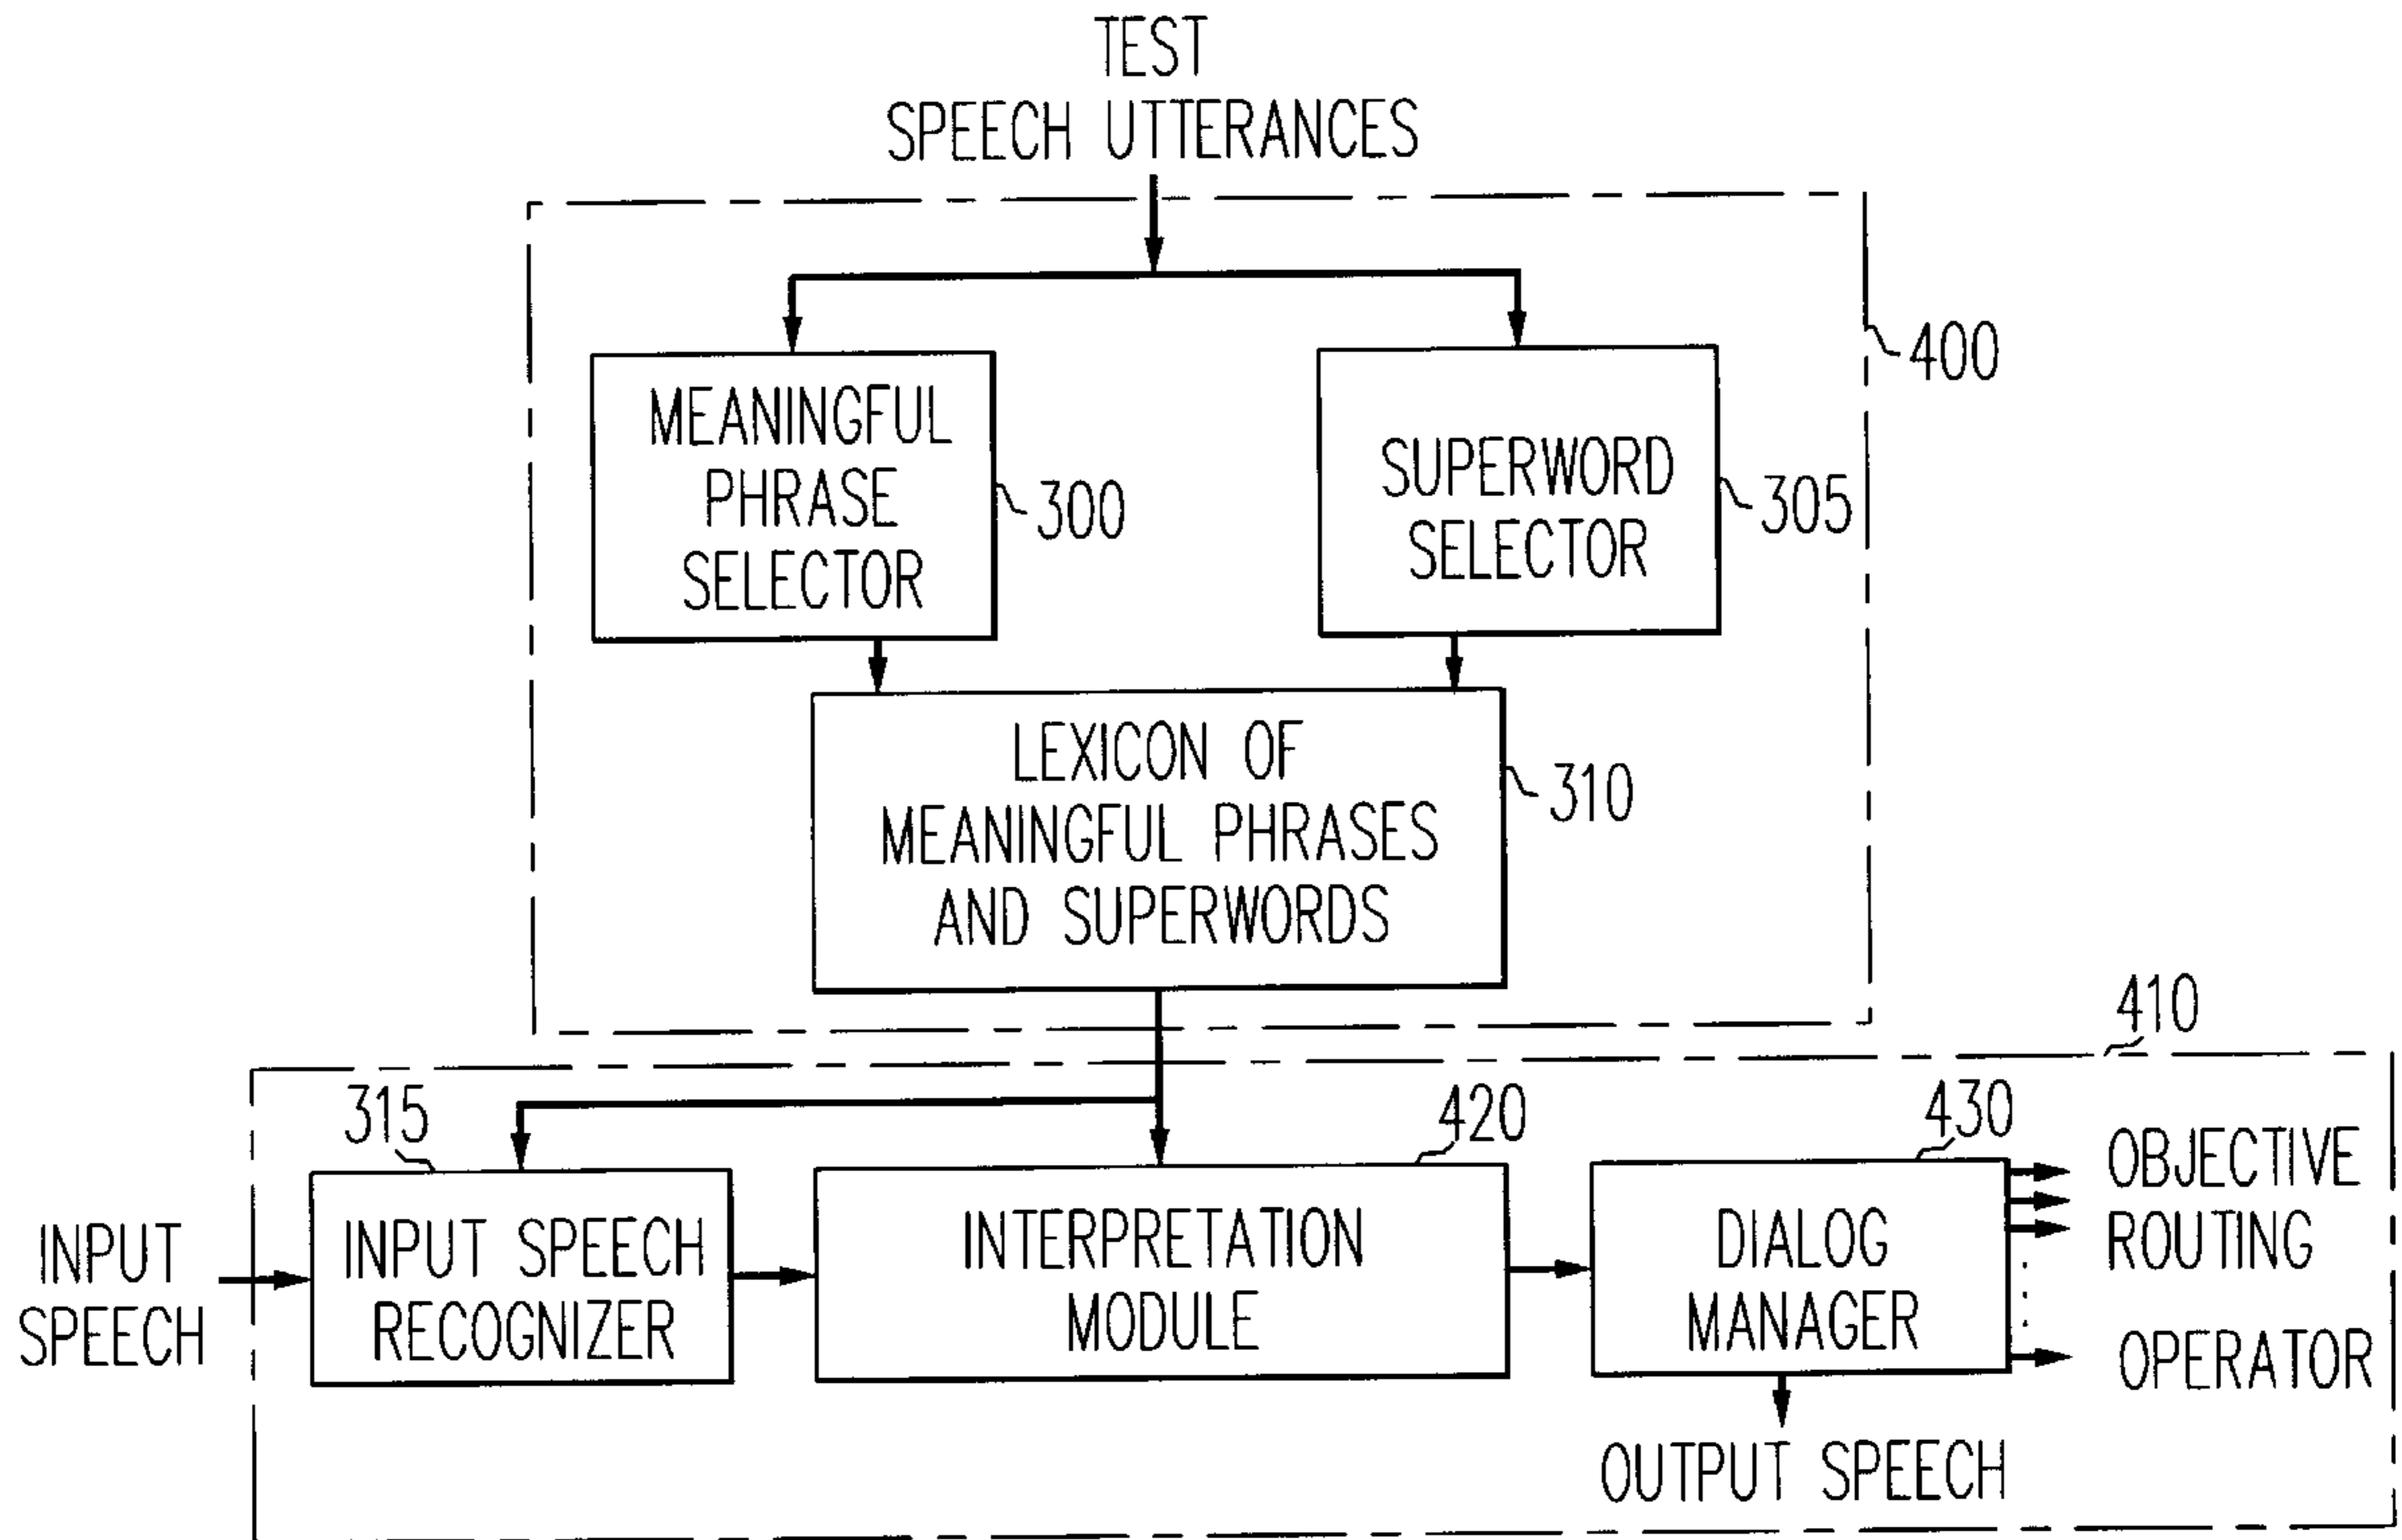 TEST
SPEECH UTTERANCES
400
MEANINGFUL
PHRASE
SELECTOR
300
SUPERWORD
SELECTOR
305
LEXICON OF
MEANINGFUL PHRASES
AND SUPERWORDS
310
410
315
420
430
INPUT
SPEECH
INPUT SPEECH
RECOGNIZER
INTERPRETATION
MODULE
DIALOG
MANAGER
OBJECTIVE
ROUTING
OPERATOR
OUTPUT SPEECH